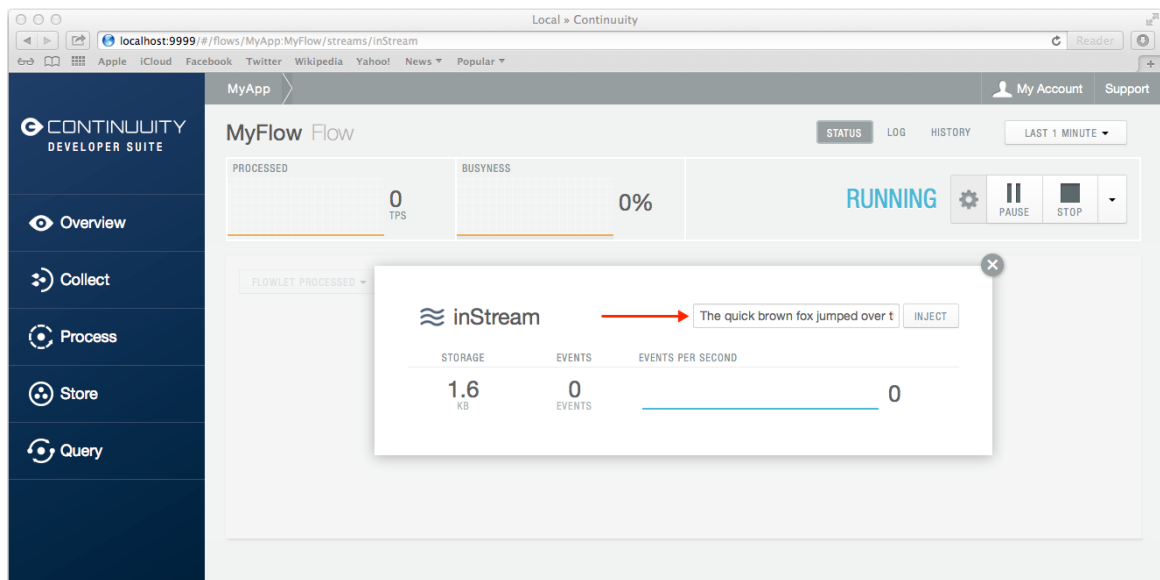 Local » Continuuity
localhost:9999/#/flows/MyApp:MyFlow/streams/inStream
Reader
Apple iCloud Facebook Twitter Wikipedia Yahoo! News ▾ Popular ▾
MyApp
My Account
Support
CONTINUUITY
DEVELOPER SUITE
MyFlow Flow
STATUS
LOG
HISTORY
LAST 1 MINUTE
PROCESSED
0
TPS
BUSYNESS
0%
RUNNING
PAUSE
STOP
Overview
Collect
Process
Store
Query
FLOWLET PROCESSED
inStream
The quick brown fox jumped over t
INJECT
STORAGE
EVENTS
EVENTS PER SECOND
1.6
KB
0
EVENTS
0